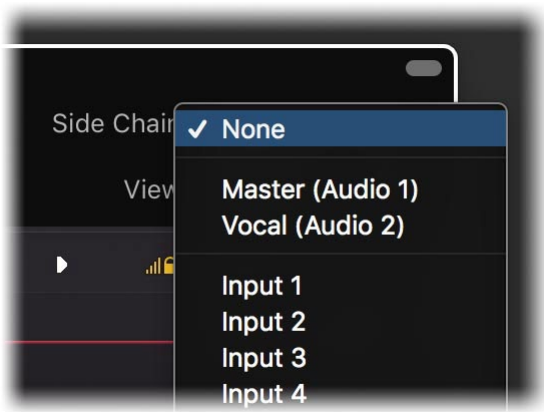 Side Chain
None
View
Master (Audio 1)
Vocal (Audio 2)
Input 1
Input 2
Input 3
Input 4